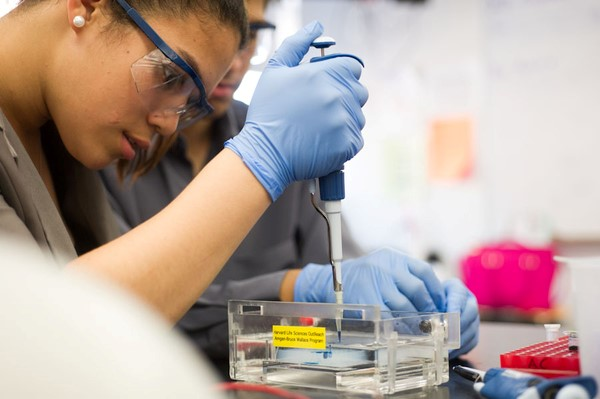 Harvard Life Sciences Outreach
Amgen-Bruce Wallace Program